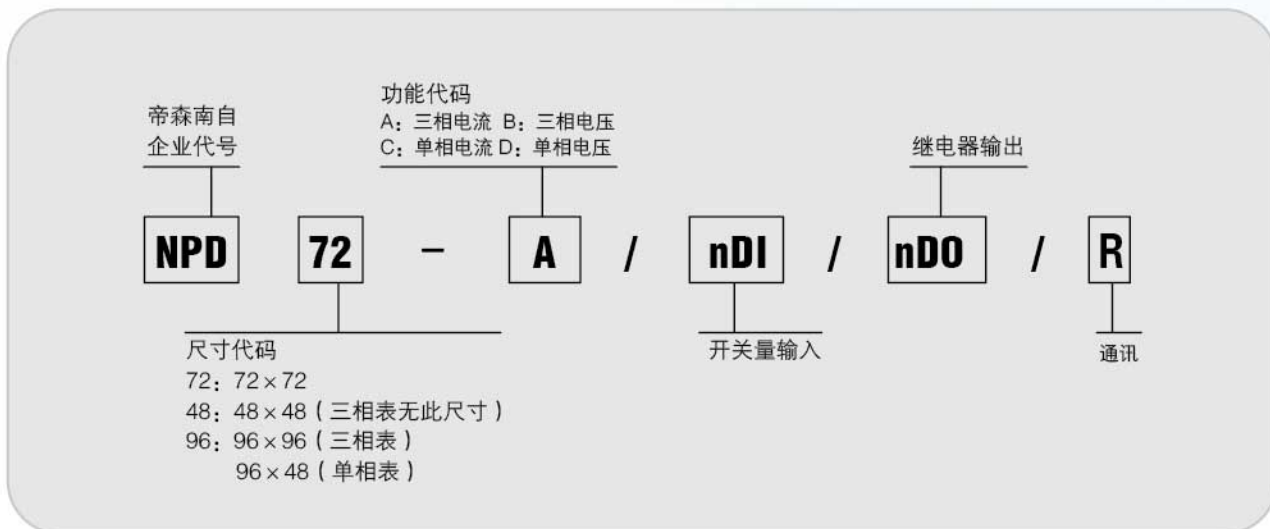 帝森南自
企业代号
功能代码
A：三相电流 B：三相电压
C：单相电流 D：单相电压
继电器输出
NPD 72 - A / nDI / nDO / R
尺寸代码
72：72×72
48：48×48（三相表无此尺寸）
96：96×96（三相表）
96×48（单相表）
开关量输入
通讯